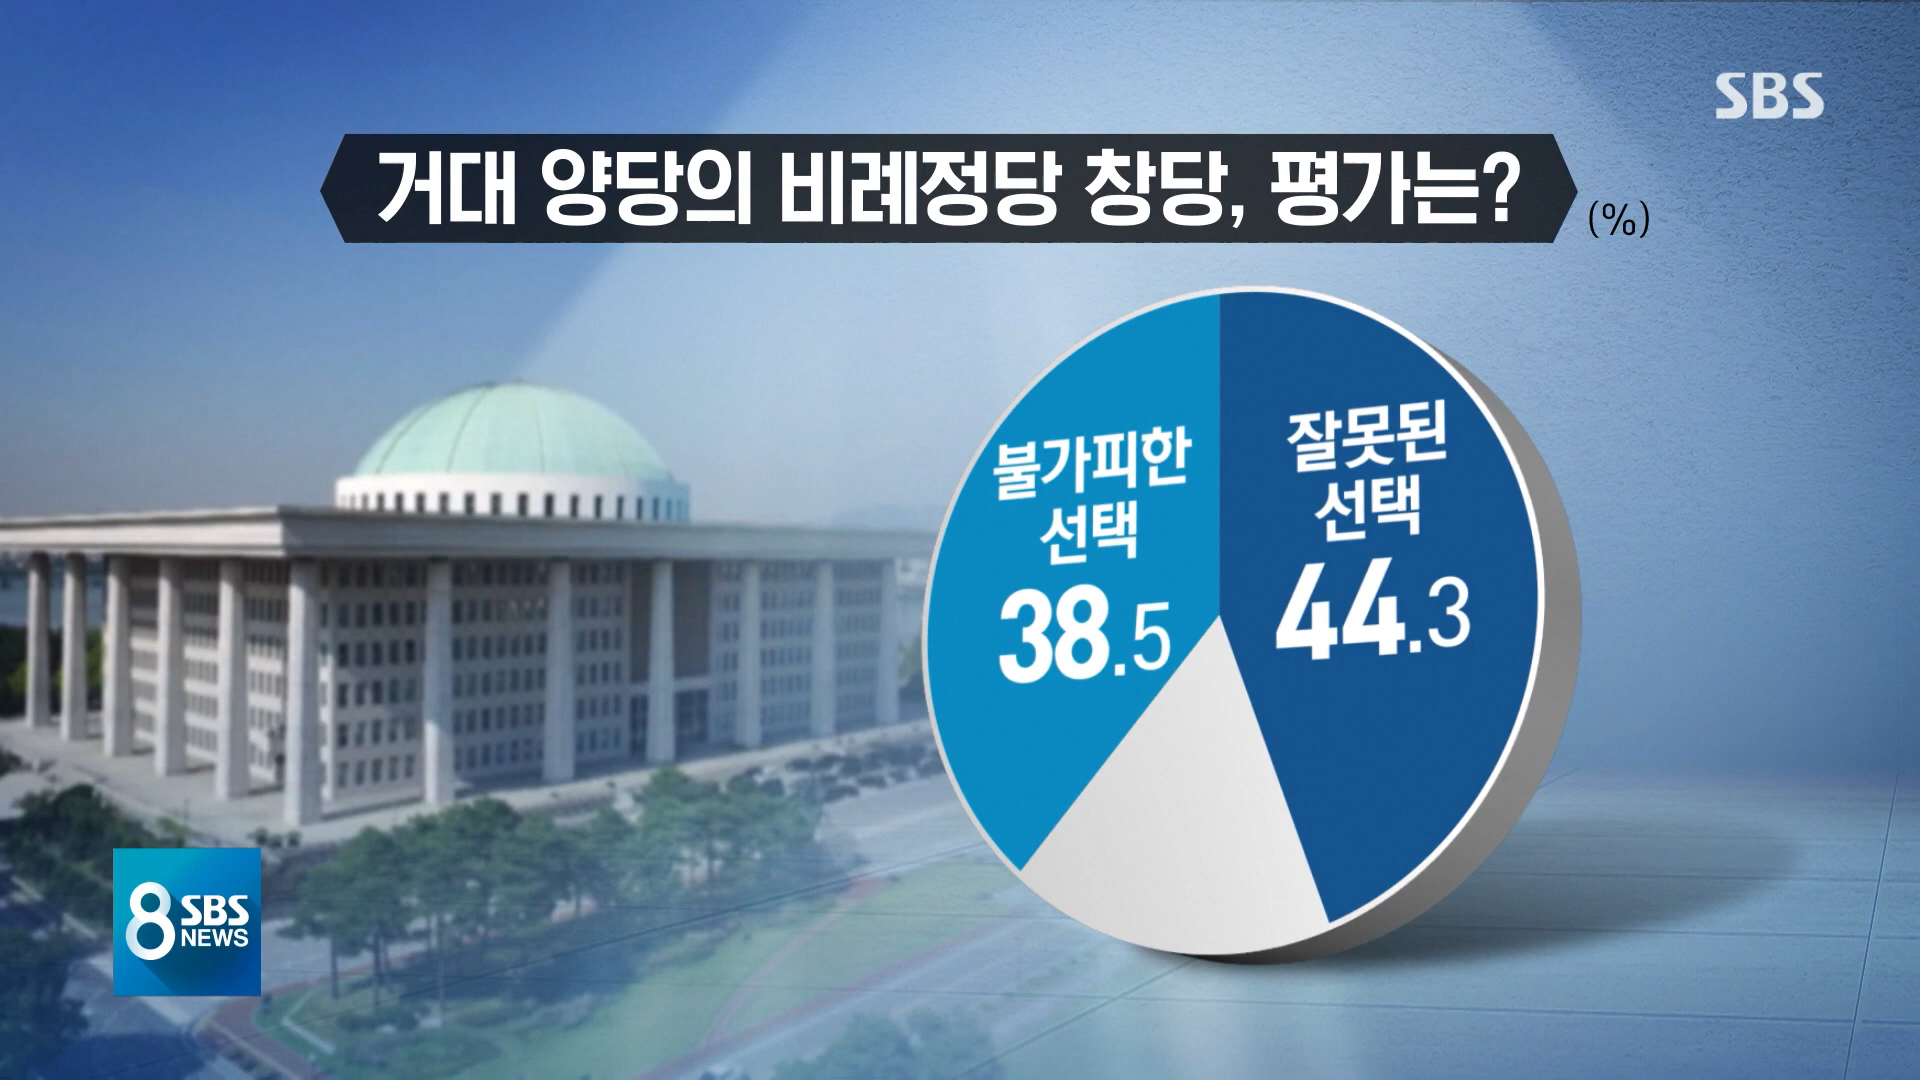 SBS
거대 양당의 비례정당 창당, 평가는?
(%)
불가피한
선택
38.5
잘못된
선택
44.3
8 SBS
NEWS